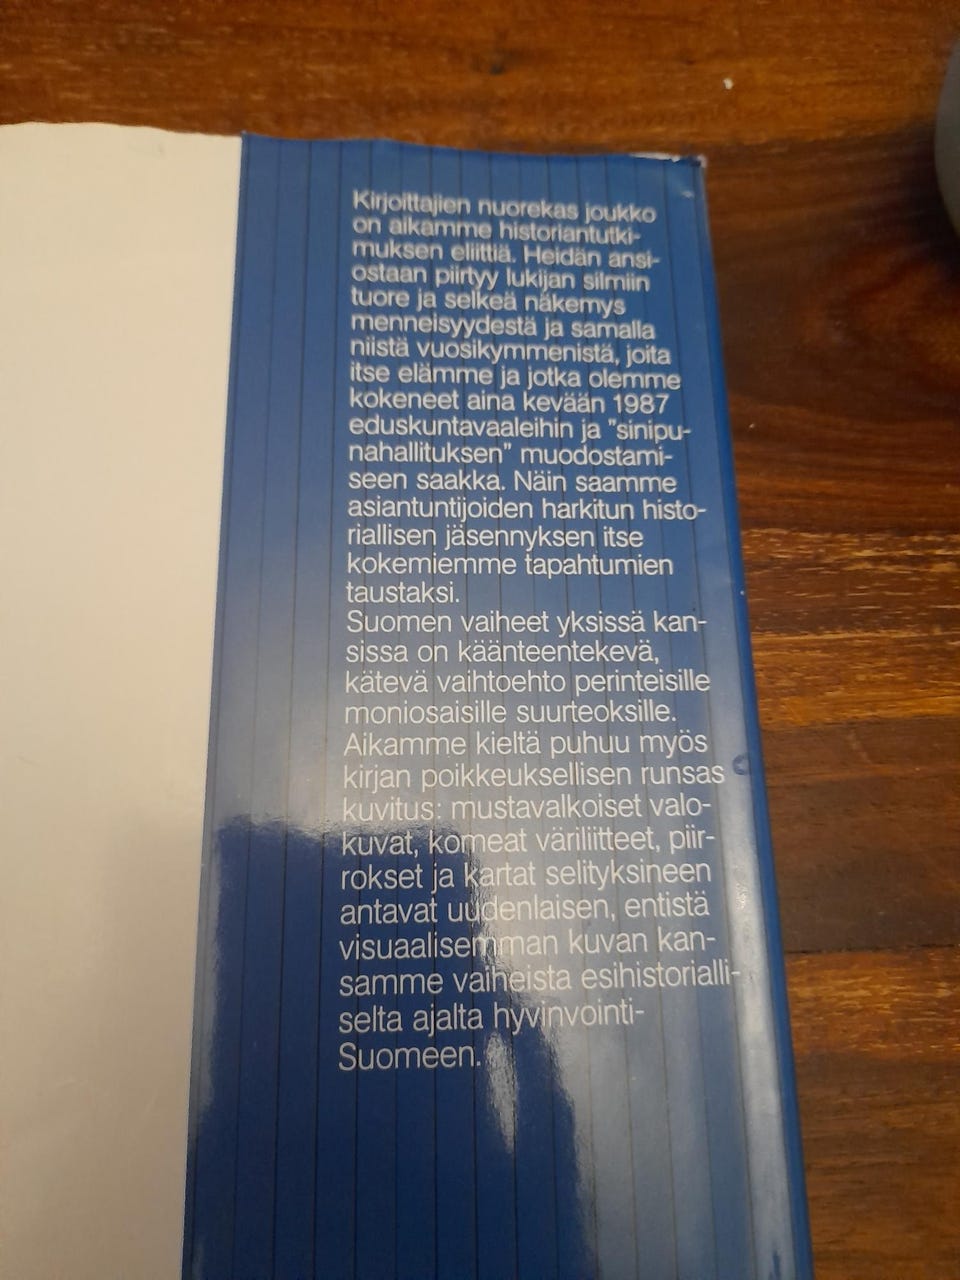 Kirjoittajien nuorekas joukko
on aikamme historiantutki-
muksen eliittiä. Heidän ansi-
ostaan piirtyy lukijan silmiin
tuore ja selkeä näkemys
menneisyydestä ja samalla
niistä vuosikymmenistä, joita
itse elämme ja jotka olemme
kokeneet aina kevään 1987
eduskuntavaaleihin ja "sinipu-
nahallituksen" muodostami-
seen saakka. Näin saamme
asiantuntijoiden harkitun histo-
riallisen jäsennyksen itse
kokemiemme tapahtumien
taustaksi.
Suomen vaiheet yksissä kan-
sissa on käänteentekevä,
kätevä vaihtoehto perinteisille
moniosaisille suurteoksille.
Aikamme kieltä puhuu myös
kirjan poikkeuksellisen runsas
kuvitus: mustavalkoiset valo-
kuvat, komeat väriliitteet, piir-
rokset ja kartat selityksineen
antavat uudenlaisen, entistä
visuaalisemman kuvan kan-
samme vaiheista esihistorialli-
selta ajalta hyvinvointi-
Suomeen.